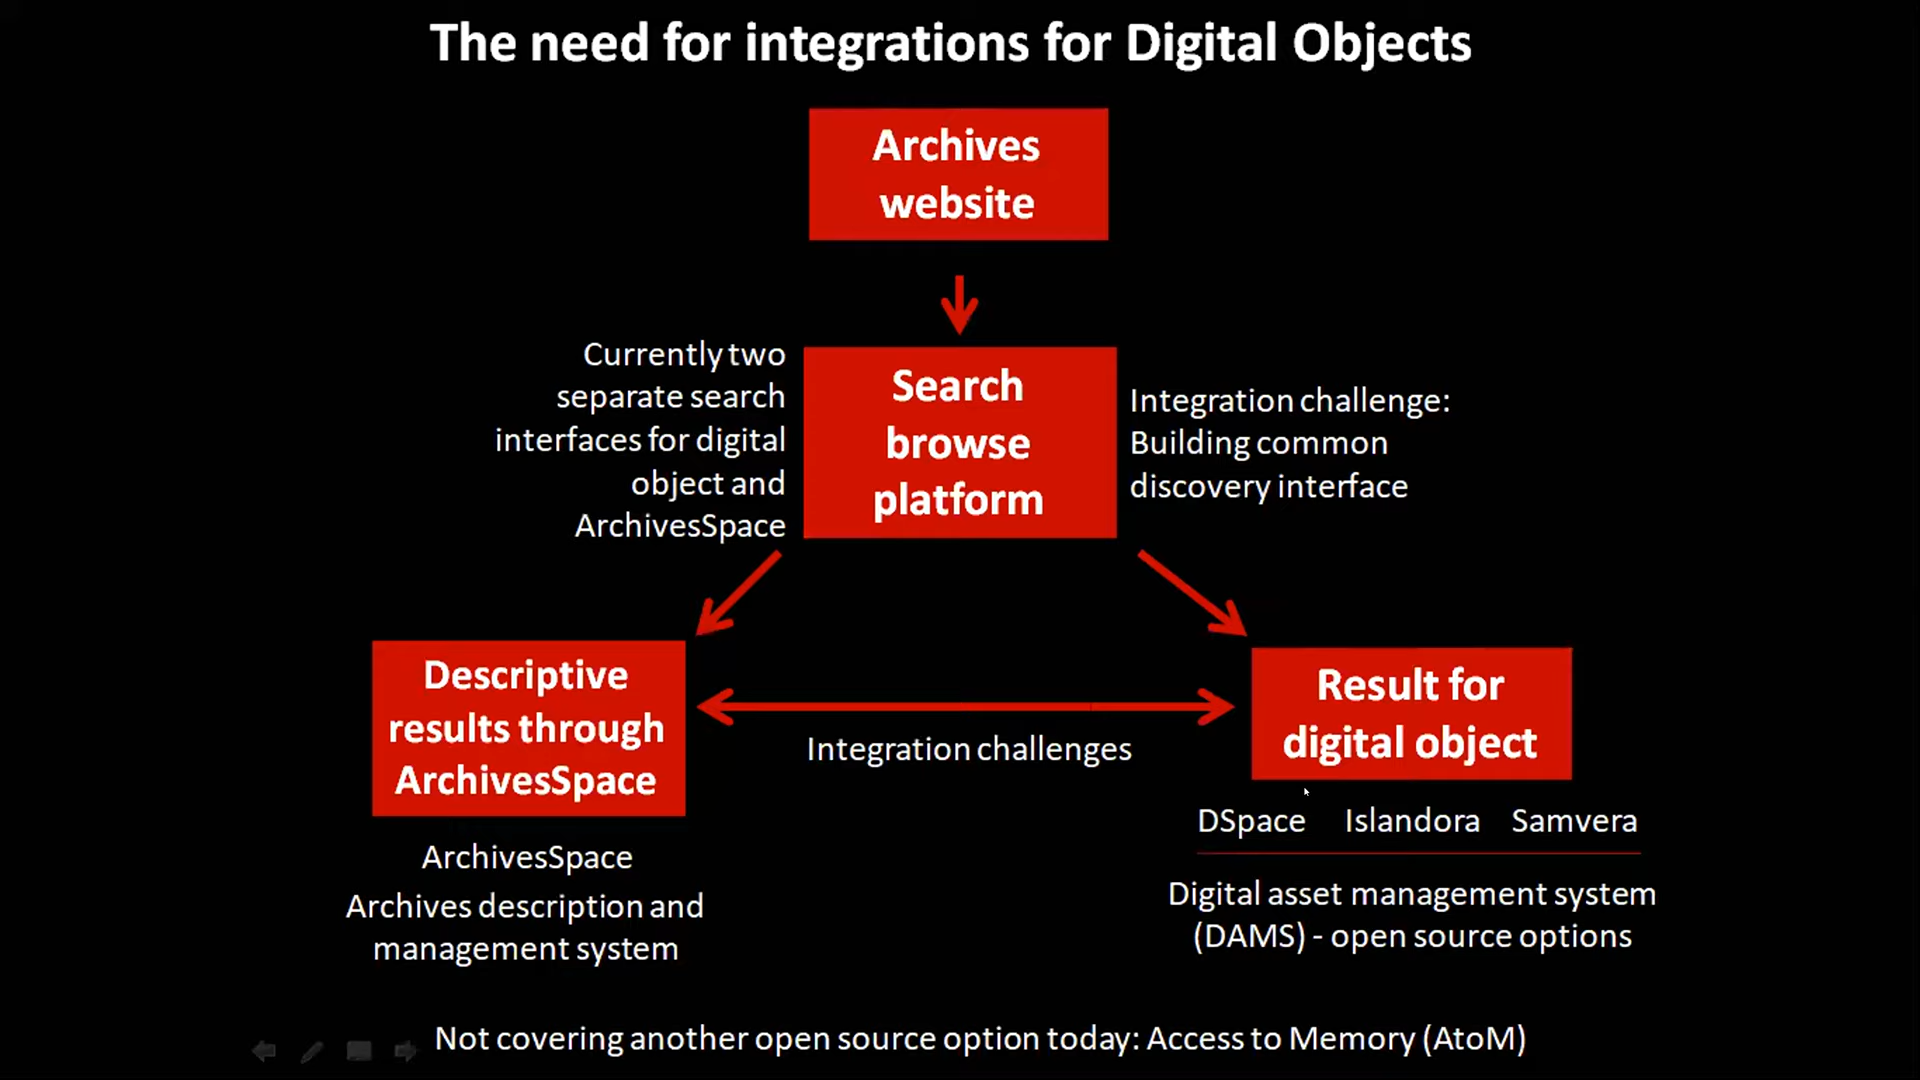 The need for integrations for Digital Objects
Archives
website
Currently two
separate search
interfaces for digital
object and
ArchivesSpace
Search
browse
platform
Integration challenge:
Building common
discovery interface
Descriptive
results through
ArchivesSpace
Integration challenges
Result for
digital object
ArchivesSpace
Archives description and
management system
DSpace Islandora Samvera
Digital asset management system
(DAMS) - open source options
Not covering another open source option today: Access to Memory (AtoM)